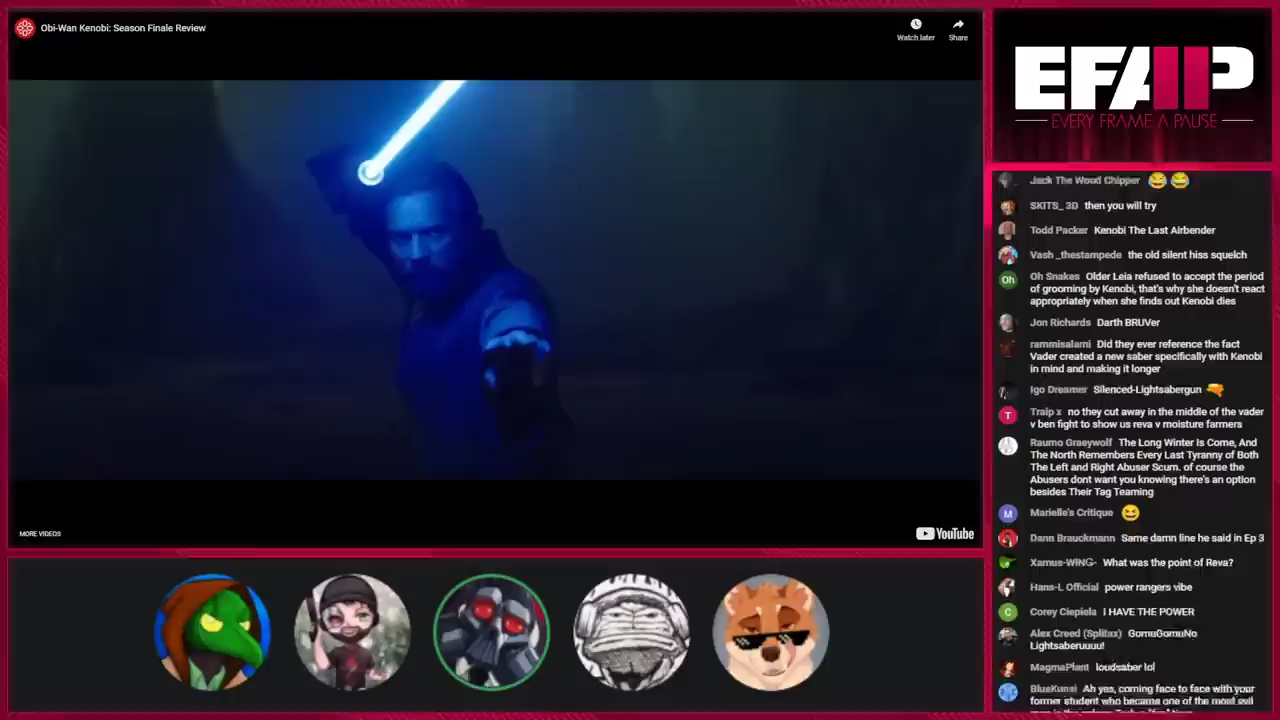 Obi-Wan Kenobi: Season Finale Review
Watch later
Share
MORE VIDEOS
YouTube
EFAP
EVERY FRAME A PAUSE
Jack The Wood Chipper 😂 😂
SKITS_ 3D then you will try
Todd Packer Kenobi The Last Airbender
Vash _thestampede the old silent hiss squelch
Oh
Oh Snakes Older Leia refused to accept the period
of grooming by Kenobi, that's why she doesn't react
appropriately when she finds out Kenobi dies
Jon Richards Darth BRUVer
rammisalami Did they ever reference the fact
Vader created a new saber specifically with Kenobi
in mind and making it longer
Igo Dreamer Silenced-Lightsabergun 🔫
T
Traip x no they cut away in the middle of the vader
v ben fight to show us reva v moisture farmers
Raumo Graeywolf The Long Winter Is Come, And
The North Remembers Every Last Tyranny of Both
The Left and Right Abuser Scum. of course the
Abusers dont want you knowing there's an option
besides Their Tag Teaming
M
Marielle's Critique 😆
Dann Brauckmann Same damn line he said in Ep 3
Xamus-WING- What was the point of Reva?
Hans-L Official power rangers vibe
C
Corey Ciepiela I HAVE THE POWER
Alex Creed (Splitzx) GomuGomuNo
Lightsaberuuuu!
MagmaPlant loudsaber lol
BlueKunai Ah yes, coming face to face with your
former student who became one of the most evil